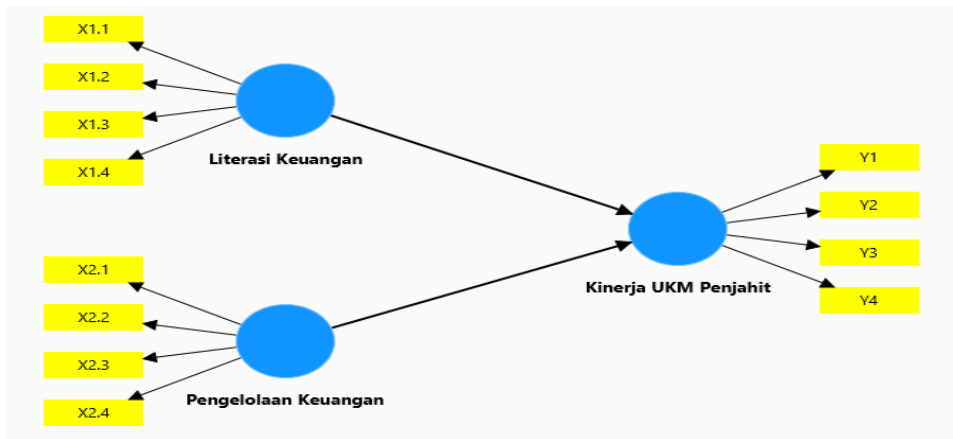 X1.1
X1.2
X1.3
X1.4
Literasi Keuangan
X2.1
X2.2
X2.3
X2.4
Pengelolaan Keuangan
Y1
Y2
Y3
Y4
Kinerja UKM Penjahit